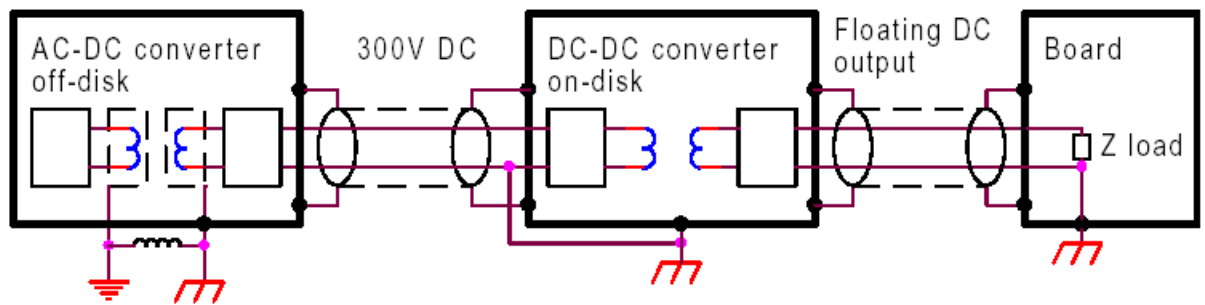 AC-DC converter
off-disk
300V DC
DC-DC converter
on-disk
Floating DC
output
Board
Z load